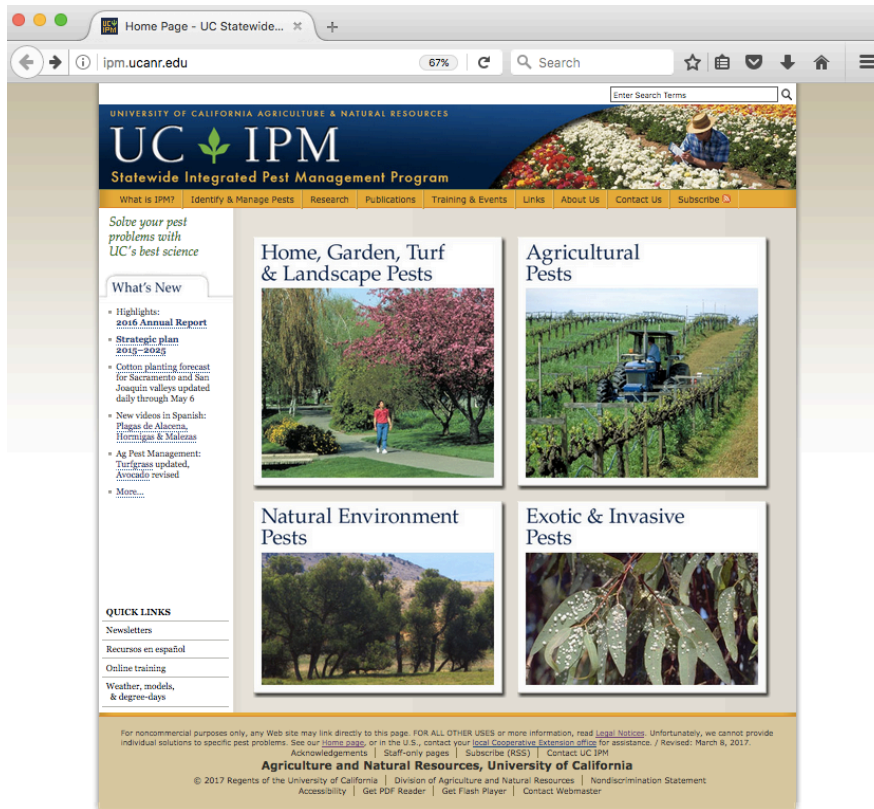 Home Page - UC Statewide...
ipm.ucanr.edu
67%
Search
Enter Search Terms
UNIVERSITY OF CALIFORNIA AGRICULTURE & NATURAL RESOURCES
UC IPM
Statewide Integrated Pest Management Program
What is IPM? Identify & Manage Pests Research Publications Training & Events Links About Us Contact Us Subscribe
Solve your pest
problems with
UC's best science
What's New
Highlights:
2016 Annual Report
Strategic plan
2015–2025
Cotton planting forecast
for Sacramento and San
Joaquin valleys updated
daily through May 6
New videos in Spanish:
Plagas de Alacena,
Hormigas & Malezas
Ag Pest Management:
Turfgrass updated,
Avocado revised
More...
QUICK LINKS
Newsletters
Recursos en español
Online training
Weather, models,
& degree-days
Home, Garden, Turf
& Landscape Pests
Agricultural
Pests
Natural Environment
Pests
Exotic & Invasive
Pests
For noncommercial purposes only, any Web site may link directly to this page. FOR ALL OTHER USES or more information, read Legal Notices. Unfortunately, we cannot provide
individual solutions to specific pest problems. See our Home page, or in the U.S., contact your local Cooperative Extension office for assistance. / Revised: March 8, 2017.
Acknowledgements | Staff-only pages | Subscribe (RSS) | Contact UC IPM
Agriculture and Natural Resources, University of California
© 2017 Regents of the University of California | Division of Agriculture and Natural Resources | Nondiscrimination Statement
Accessibility | Get PDF Reader | Get Flash Player | Contact Webmaster